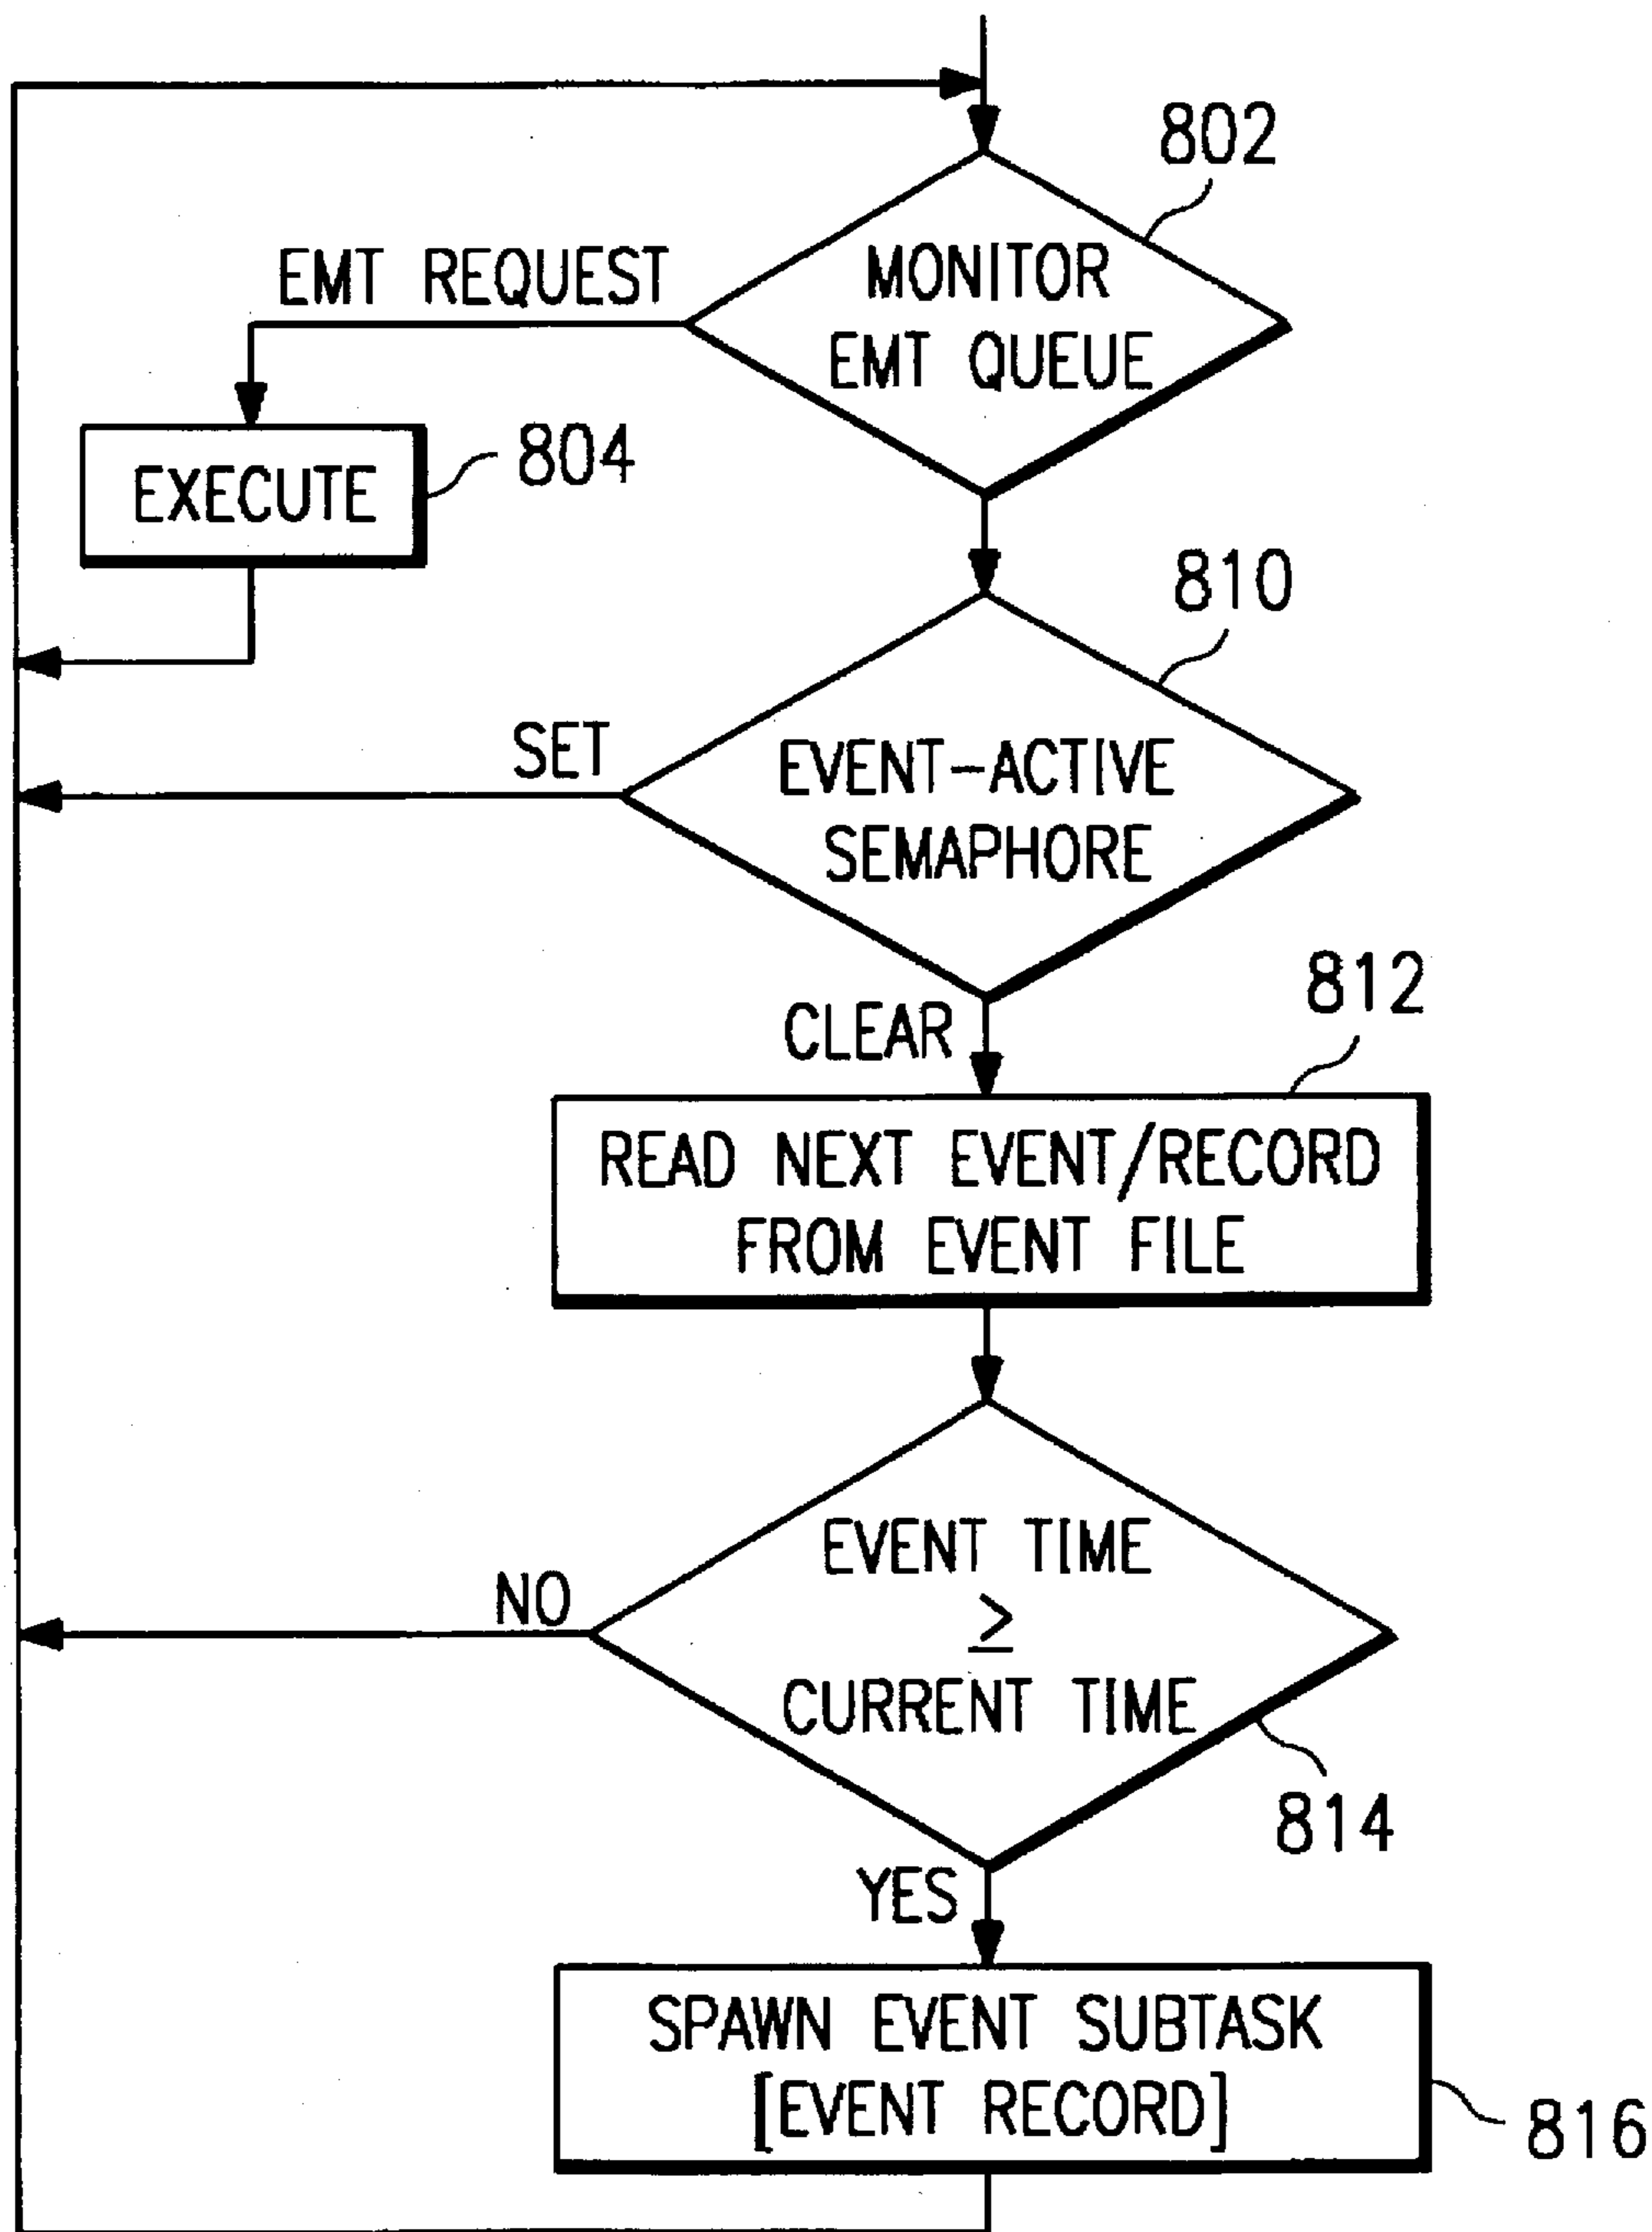 802
MONITOR
EMT QUEUE
EMT REQUEST
EXECUTE
804
810
EVENT-ACTIVE
SEMAPHORE
SET
CLEAR
812
READ NEXT EVENT/RECORD
FROM EVENT FILE
EVENT TIME
≥
CURRENT TIME
NO
814
YES
SPAWN EVENT SUBTASK
[EVENT RECORD]
816